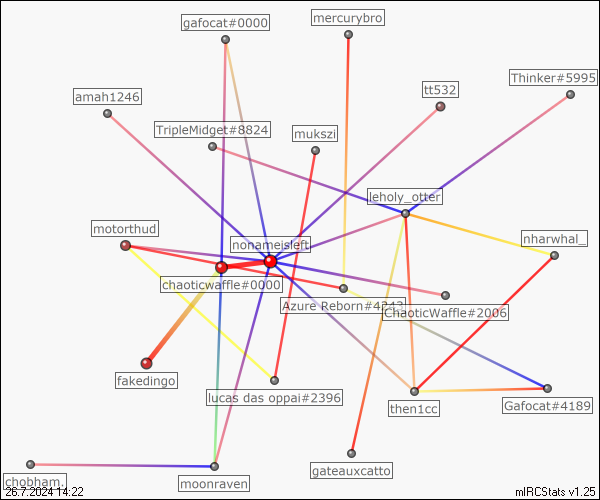 mercurybro
gafocat#0000
Thinker#5995
tt532
amah1246
TripleMidget#8824
mukszi
leholy_otter
motorthud
nharwhal_
nonameisleft
chaoticwaffle#0000
Azure Reborn#4243
ChaoticWaffle#2006
fakedingo
lucas das oppai#2396
then1cc
Gafocat#4189
gateauxcatto
chobham.
moonraven
26.7.2024 14:22
mIRCStats v1.25